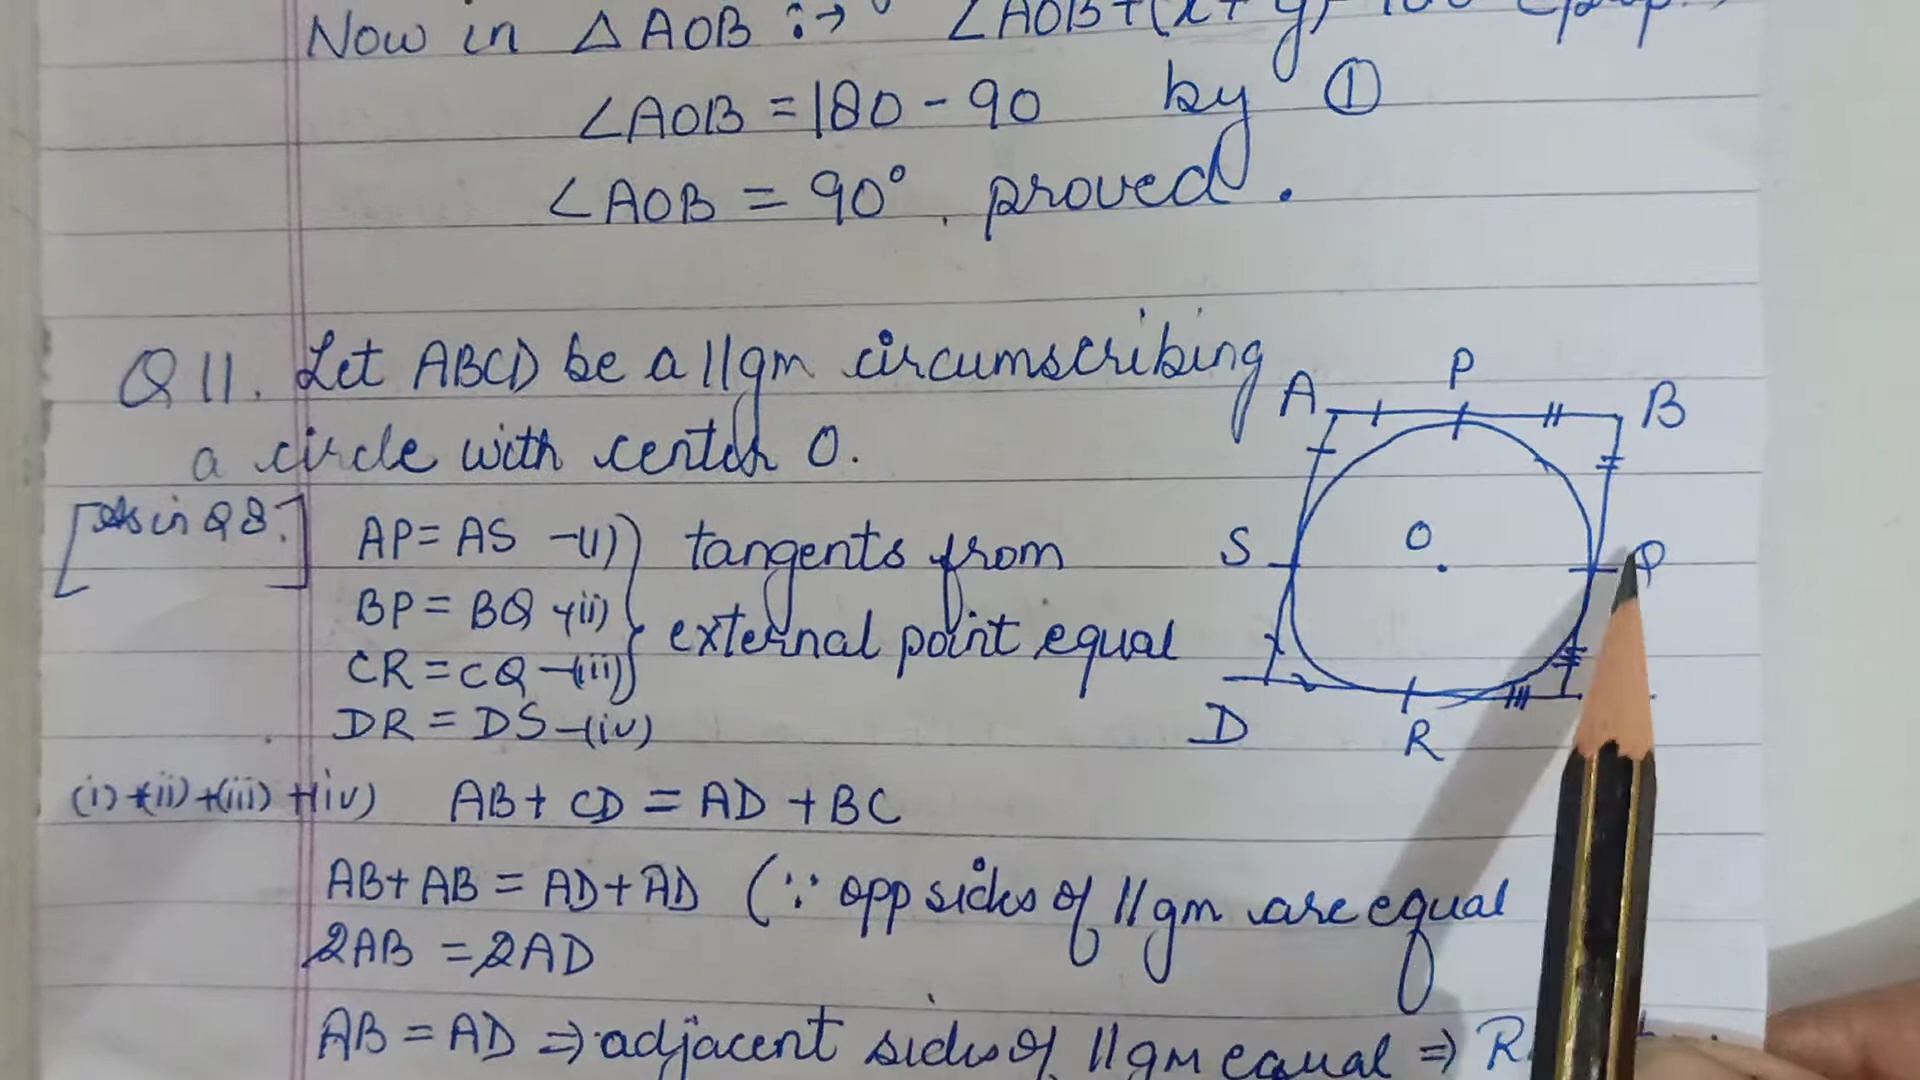 Now in △AOB :→ ∠AOB+(x+y)
∠AOB = 180 - 90 by ①
∠AOB = 90°. proved.
Q11. Let ABCD be a ||gm circumscribing
a circle with center O.
[As in Q8.]
AP = AS -(i)
BP = BQ -(ii)
CR = CQ -(iii)
DR = DS -(iv)
tangents from
external point equal
A P B
S O Q
D R
(i)+(ii)+(iii)+(iv) AB + CD = AD + BC
AB + AB = AD + AD (∵ opp sides of ||gm are equal
2AB = 2AD
AB = AD ⇒ adjacent sides of ||gm equal ⇒